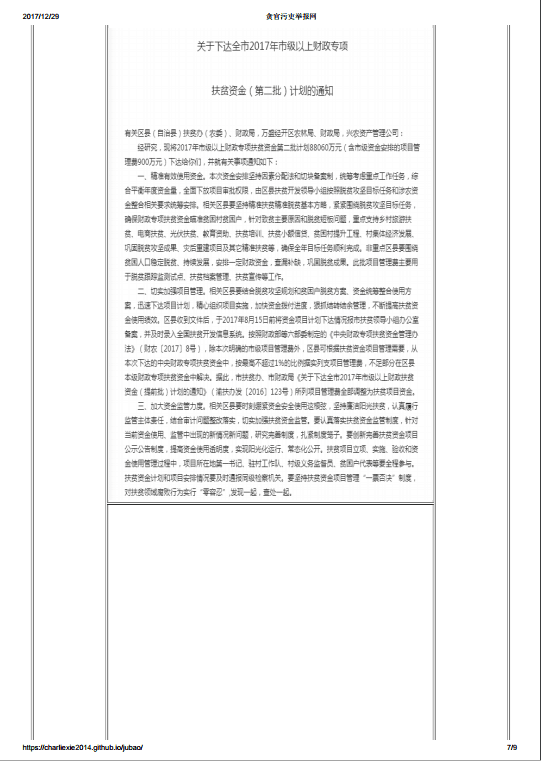 2017/12/29
贪官污吏举报网
关于下达全市2017年市级以上财政专项
扶贫资金（第二批）计划的通知
有关区县（自治县）扶贫办（农委）、财政局，万盛经开区农林局、财政局，兴农资产管理公司：
经研究，现将2017年市级以上财政专项扶贫资金第二批计划88060万元（含市级资金安排的项目管
理费900万元）下达给你们，并就有关事项通知如下：
一、精准有效使用资金。本次资金安排坚持因素分配法和切块备案制，统筹考虑重点工作任务，综
合平衡年度资金量，全面下放项目审批权限，由区县扶贫开发领导小组按照脱贫攻坚目标任务和涉农资
金整合相关要求统筹安排。相关区县要坚持精准扶贫精准脱贫基本方略，紧紧围绕脱贫攻坚目标任务，
确保财政专项扶贫资金瞄准贫困村贫困户，针对致贫主要原因和脱贫短板问题，重点支持乡村旅游扶
贫、电商扶贫、光伏扶贫、教育资助、扶贫培训、扶贫小额信贷、贫困村提升工程、村集体经济发展、
巩固脱贫攻坚成果、灾后重建项目及其它精准扶贫等，确保全年目标任务顺利完成。非重点区县要围绕
贫困人口稳定脱贫、持续发展，安排一定财政资金，查漏补缺，巩固脱贫成果。此批项目管理费主要用
于脱贫跟踪监测试点、扶贫档案管理、扶贫宣传等工作。
二、切实加强项目管理。相关区县要结合脱贫攻坚规划和贫困户脱贫方案、资金统筹整合使用方
案，迅速下达项目计划，精心组织项目实施，加快资金拨付进度，狠抓结转结余管理，不断提高扶贫资
金使用绩效。区县收到文件后，于2017年8月15日前将资金项目计划下达情况报市扶贫领导小组办公室
备案，并及时录入全国扶贫开发信息系统。按照财政部等六部委制定的《中央财政专项扶贫资金管理办
法》（财农〔2017〕8号），除本次明确的市级项目管理费外，区县可根据扶贫资金项目管理需要，从
本次下达的中央财政专项扶贫资金中，按最高不超过1%的比例据实列支项目管理费，不足部分在区县
本级财政专项扶贫资金中解决。据此，市扶贫办、市财政局《关于下达全市2017年市级以上财政扶贫
资金（提前批）计划的通知》（渝扶办发〔2016〕123号）所列项目管理费全部调整为扶贫项目资金。
三、加大资金监管力度。相关区县要时刻绷紧资金安全使用这根弦，坚持廉洁阳光扶贫，认真履行
监管主体责任，结合审计问题整改落实，切实加强扶贫资金监管。要认真落实扶贫资金监管制度，针对
当前资金使用、监管中出现的新情况新问题，研究完善制度，扎紧制度笼子。要创新完善扶贫资金项目
公示公告制度，提高资金使用透明度，实现阳光化运行、常态化公开。扶贫项目立项、实施、验收和资
金使用管理过程中，项目所在地第一书记、驻村工作队、村级义务监督员、贫困户代表等要全程参与。
扶贫资金计划和项目安排情况要及时通报同级检察机关。要坚持扶贫资金项目管理“一票否决”制度，
对扶贫领域腐败行为实行“零容忍”,发现一起，查处一起。
https://charliexie2014.github.io/jubao/
7/9